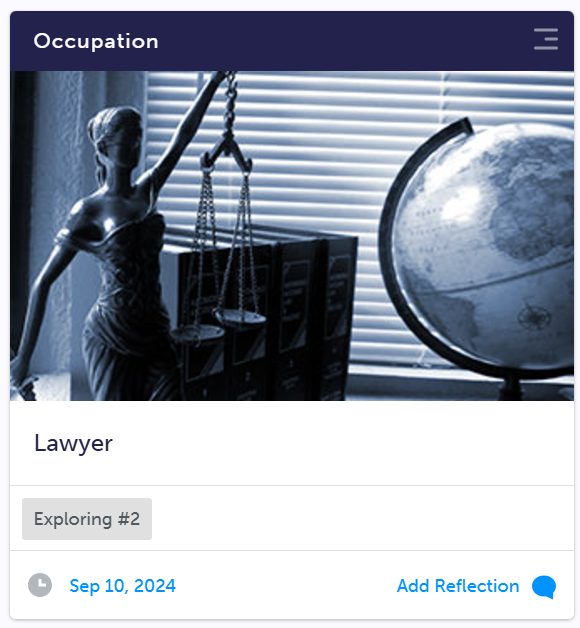 Occupation
Lawyer
Exploring #2
Sep 10, 2024
Add Reflection